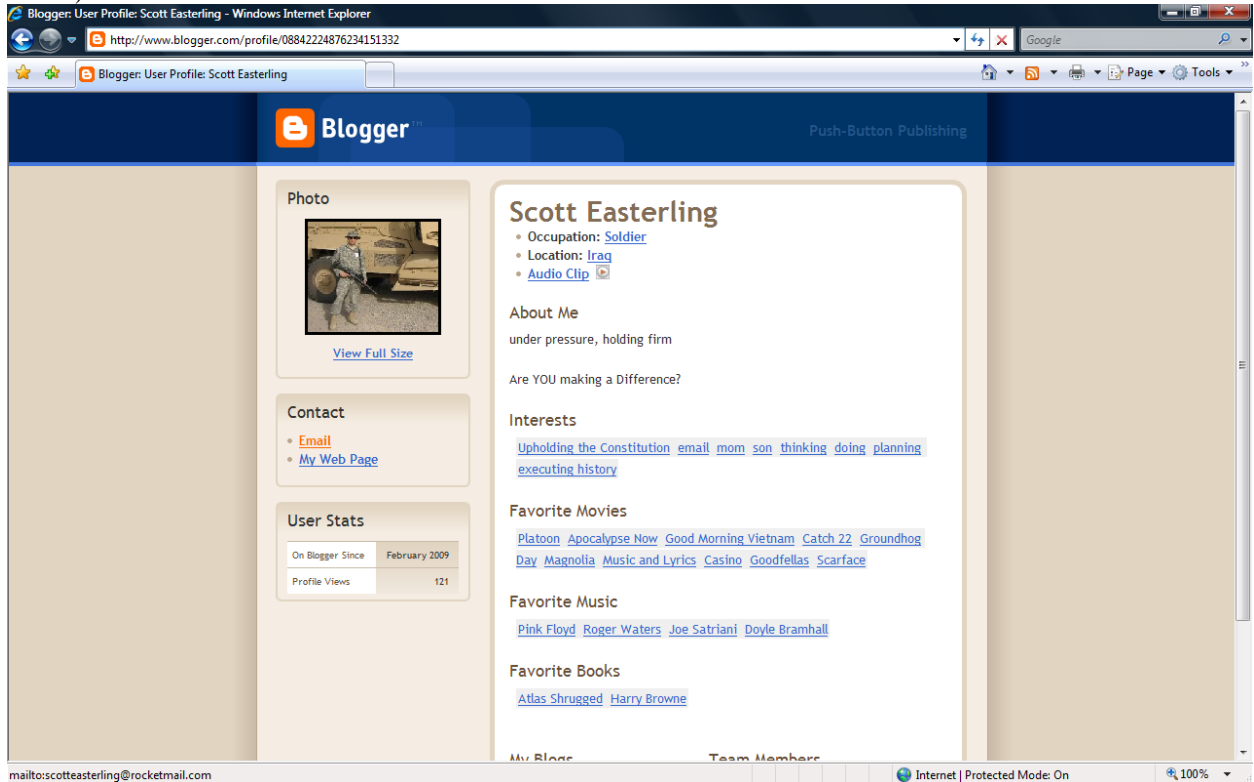 Blogger: User Profile: Scott Easterling - Windows Internet Explorer
http://www.blogger.com/profile/08842224876234151332
Google
Blogger: User Profile: Scott Easterling
Page
Tools
Blogger™
Push-Button Publishing
Photo
View Full Size
Contact
Email
My Web Page
User Stats
On Blogger Since February 2009
Profile Views 121
Scott Easterling
Occupation: Soldier
Location: Iraq
Audio Clip
About Me
under pressure, holding firm
Are YOU making a Difference?
Interests
Upholding the Constitution email mom son thinking doing planning
executing history
Favorite Movies
Platoon Apocalypse Now Good Morning Vietnam Catch 22 Groundhog
Day Magnolia Music and Lyrics Casino Goodfellas Scarface
Favorite Music
Pink Floyd Roger Waters Joe Satriani Doyle Bramhall
Favorite Books
Atlas Shrugged Harry Browne
My Blogs Team Members
mailto:scotteasterling@rocketmail.com
Internet | Protected Mode: On
100%